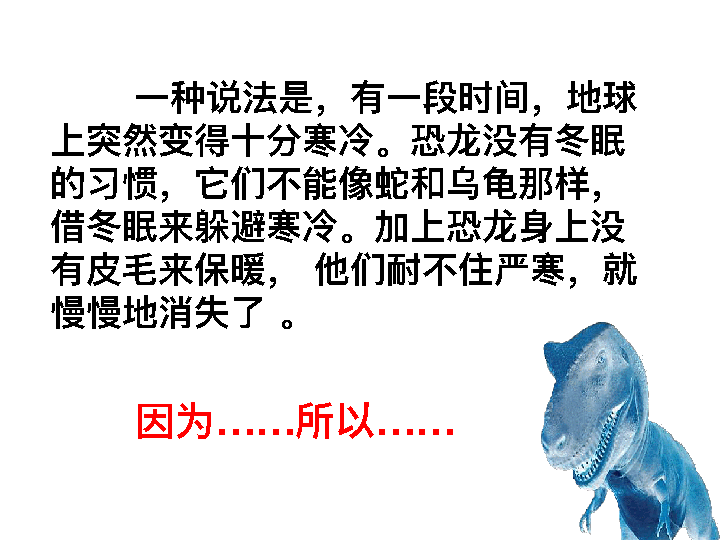 一种说法是，有一段时间，地球
上突然变得十分寒冷。恐龙没有冬眠
的习惯，它们不能像蛇和乌龟那样，
借冬眠来躲避寒冷。加上恐龙身上没
有皮毛来保暖， 他们耐不住严寒，就
慢慢地消失了 。
因为……所以……